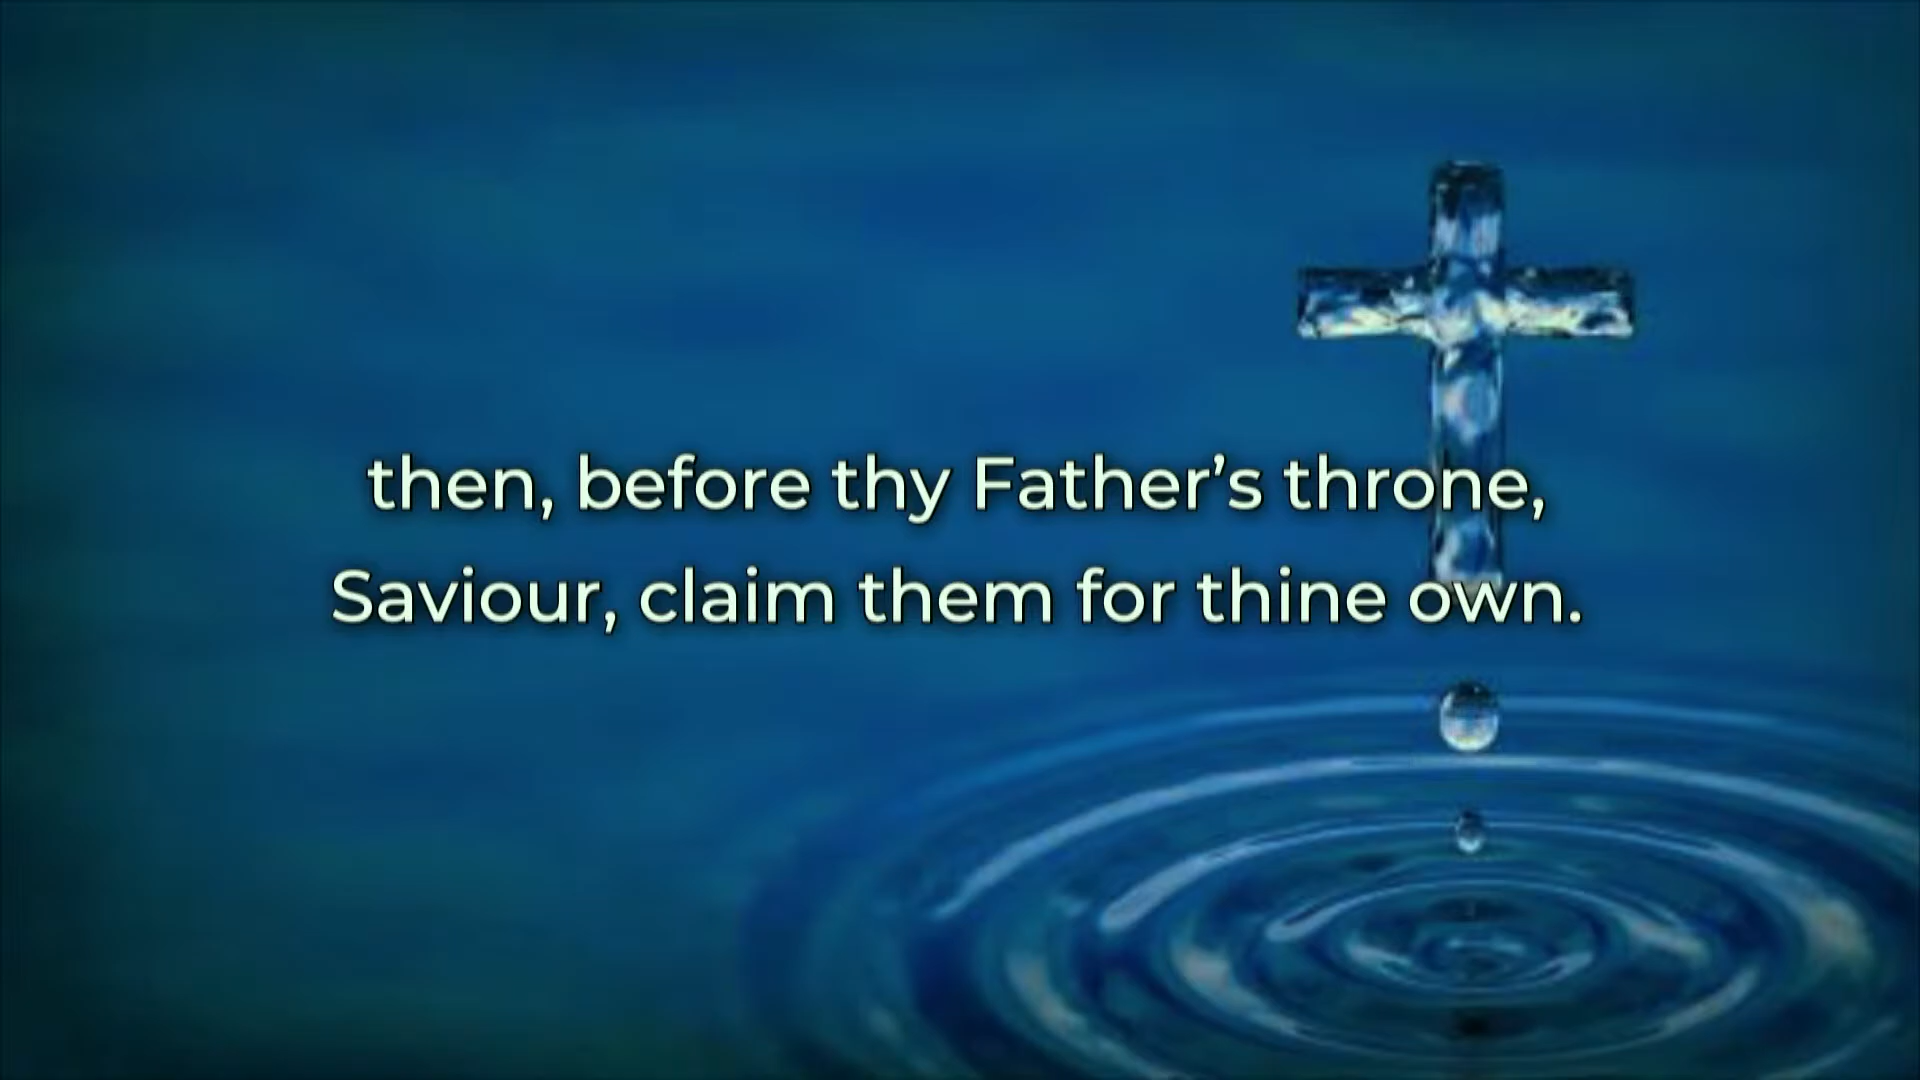 then, before thy Father’s throne,
Saviour, claim them for thine own.